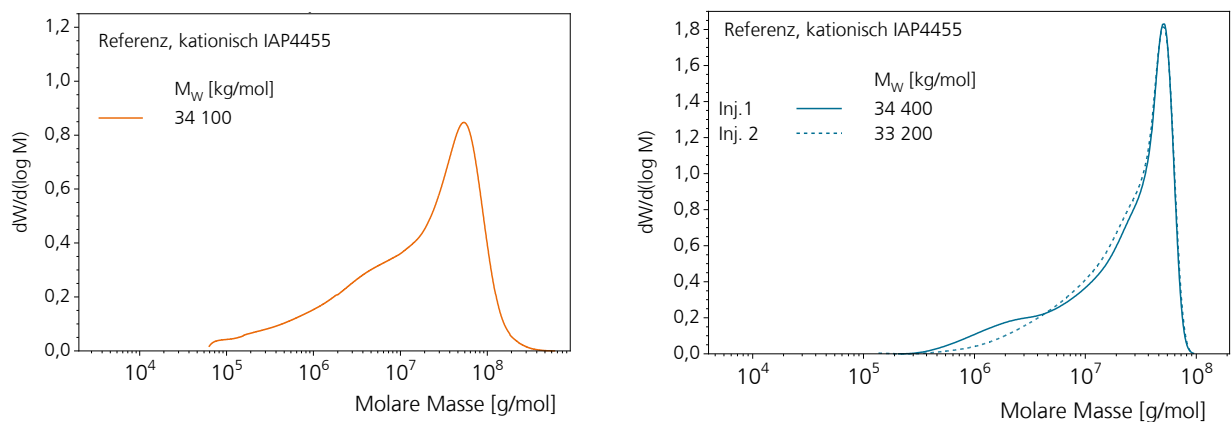 1,2
Referenz, kationisch IAP4455
1,0
M_W [kg/mol]
34 100
0,8
0,6
0,4
0,2
0,0
dW/d(log M)
10^4
10^5
10^6
10^7
10^8
Molare Masse [g/mol]
1,8
Referenz, kationisch IAP4455
1,6
M_W [kg/mol]
Inj.1 34 400
1,4
Inj. 2 33 200
1,2
1,0
0,8
0,6
0,4
0,2
0,0
dW/d(log M)
10^4
10^5
10^6
10^7
10^8
Molare Masse [g/mol]